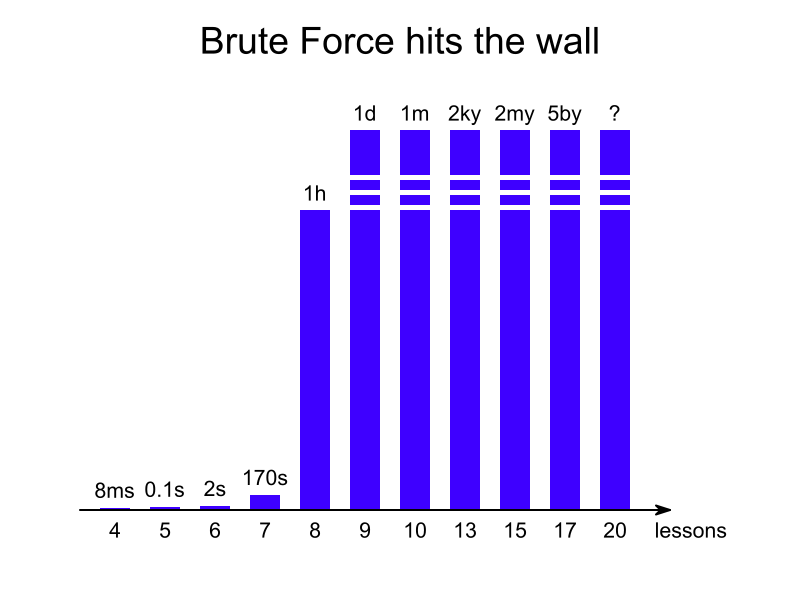 Brute Force hits the wall
1d 1m 2ky 2my 5by ?
1h
170s
8ms 0.1s 2s
4 5 6 7 8 9 10 13 15 17 20 lessons